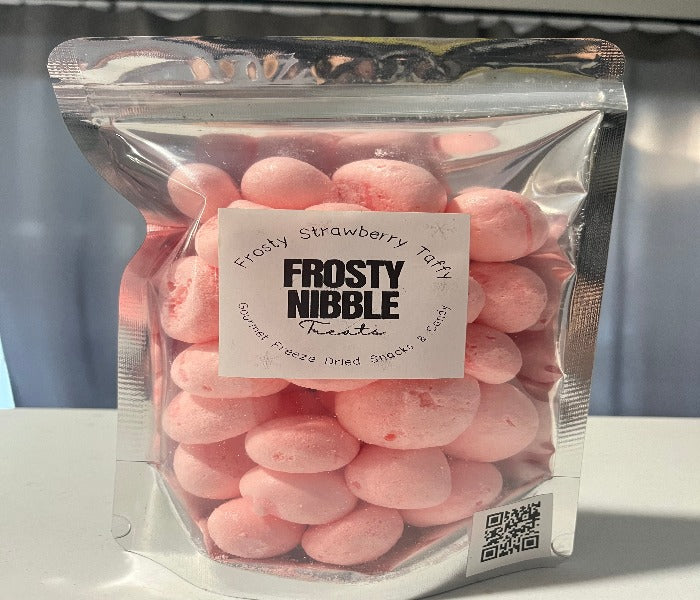 Frosty Strawberry Taffy
FROSTY
NIBBLE
Treats
Gourmet Freeze Dried Snacks & Candy